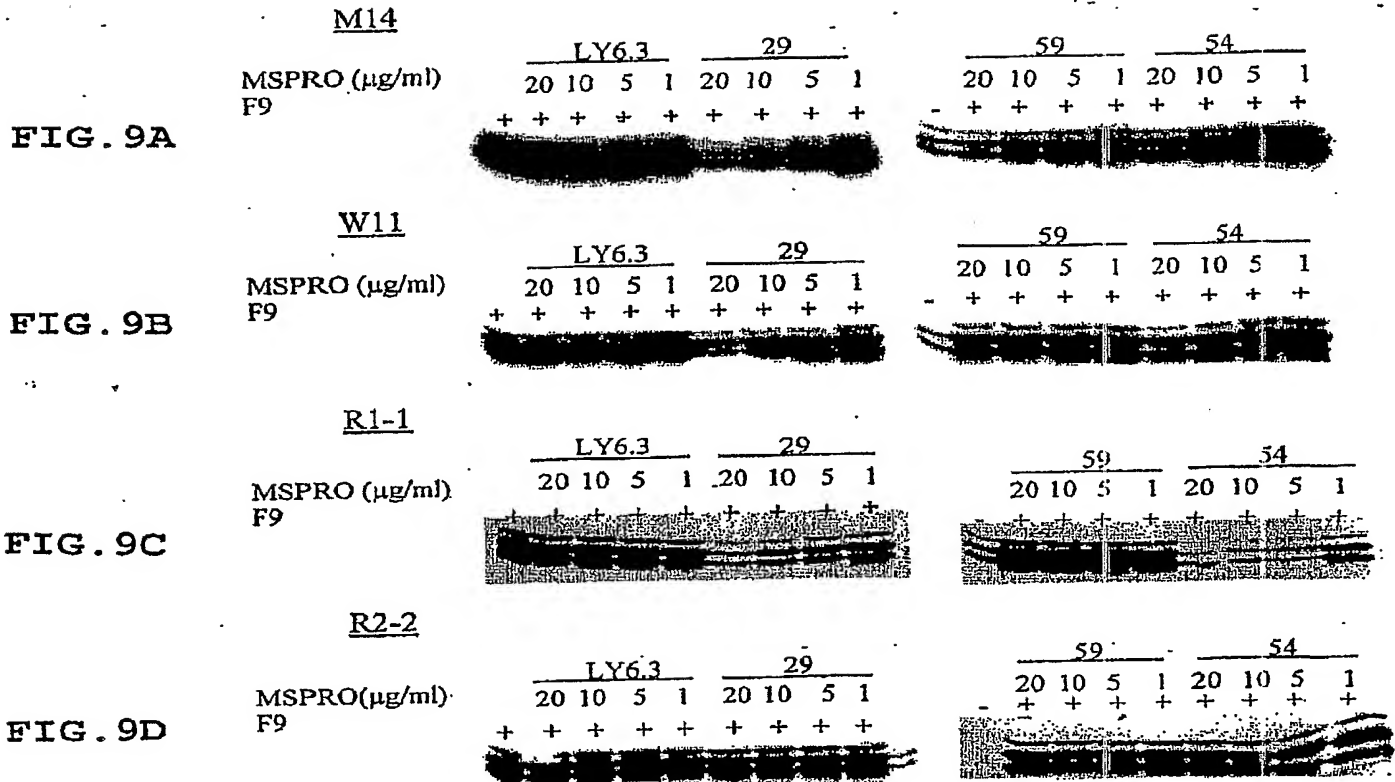 M14
LY6.3 29 59 54
MSPRO (µg/ml) 20 10 5 1 20 10 5 1 20 10 5 1 20 10 5 1
F9 + + + + + + + + + - + + + + + + + +
FIG.9A
W11
LY6.3 29 59 54
MSPRO (µg/ml) 20 10 5 1 20 10 5 1 20 10 5 1 20 10 5 1
F9 + + + + + + + + + - + + + + + + + +
FIG.9B
R1-1
LY6.3 29 59 54
MSPRO (µg/ml) 20 10 5 1 20 10 5 1 20 10 5 1 20 10 5 1
F9 + + + + + + + + + - + + + + + + + +
FIG.9C
R2-2
LY6.3 29 59 54
MSPRO(µg/ml) 20 10 5 1 20 10 5 1 20 10 5 1 20 10 5 1
F9 + + + + + + + + + - + + + + + + + +
FIG.9D